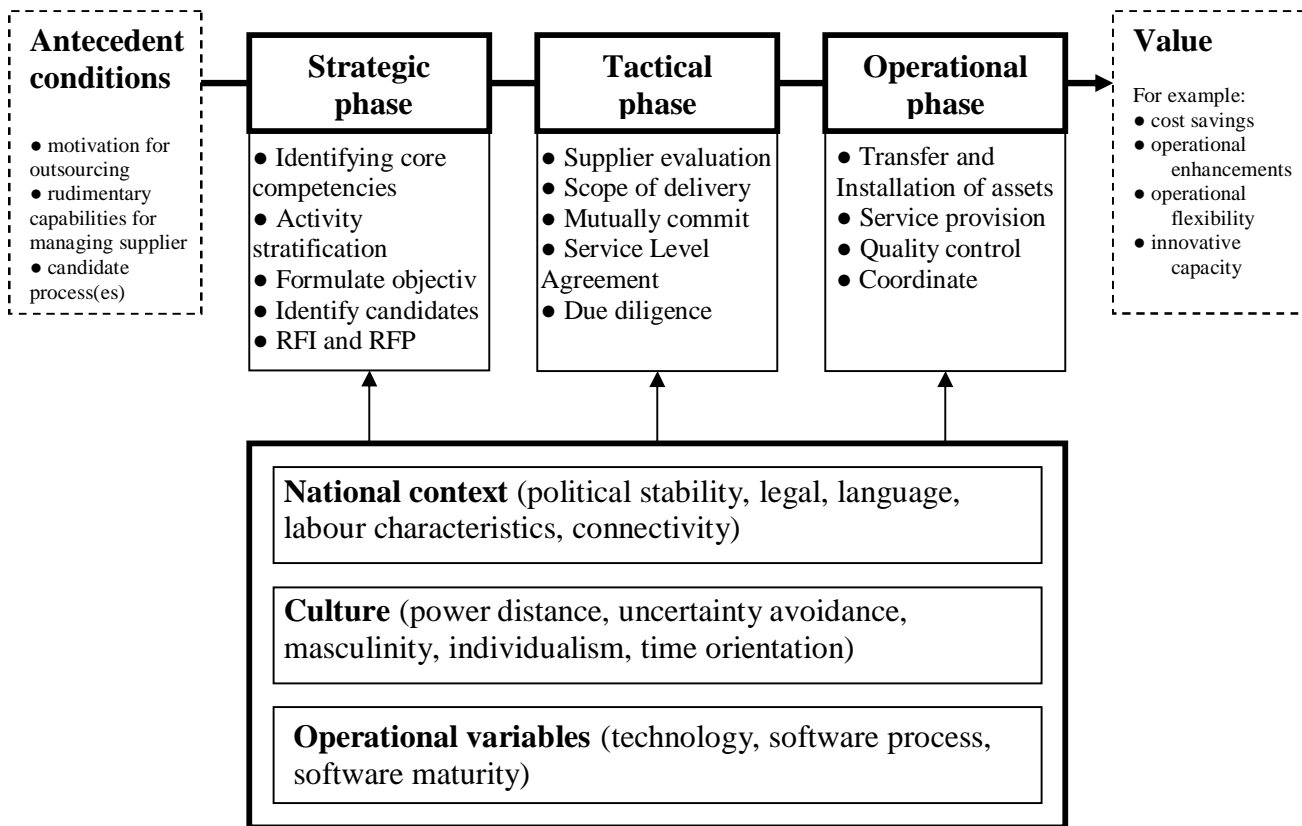 Antecedent
conditions
● motivation for
outsourcing
● rudimentary
capabilities for
managing supplier
● candidate
process(es)
Strategic
phase
● Identifying core
competencies
● Activity
stratification
● Formulate objectiv
● Identify candidates
● RFI and RFP
Tactical
phase
● Supplier evaluation
● Scope of delivery
● Mutually commit
● Service Level
Agreement
● Due diligence
Operational
phase
● Transfer and
Installation of assets
● Service provision
● Quality control
● Coordinate
Value
For example:
● cost savings
● operational
enhancements
● operational
flexibility
● innovative
capacity
National context (political stability, legal, language,
labour characteristics, connectivity)
Culture (power distance, uncertainty avoidance,
masculinity, individualism, time orientation)
Operational variables (technology, software process,
software maturity)